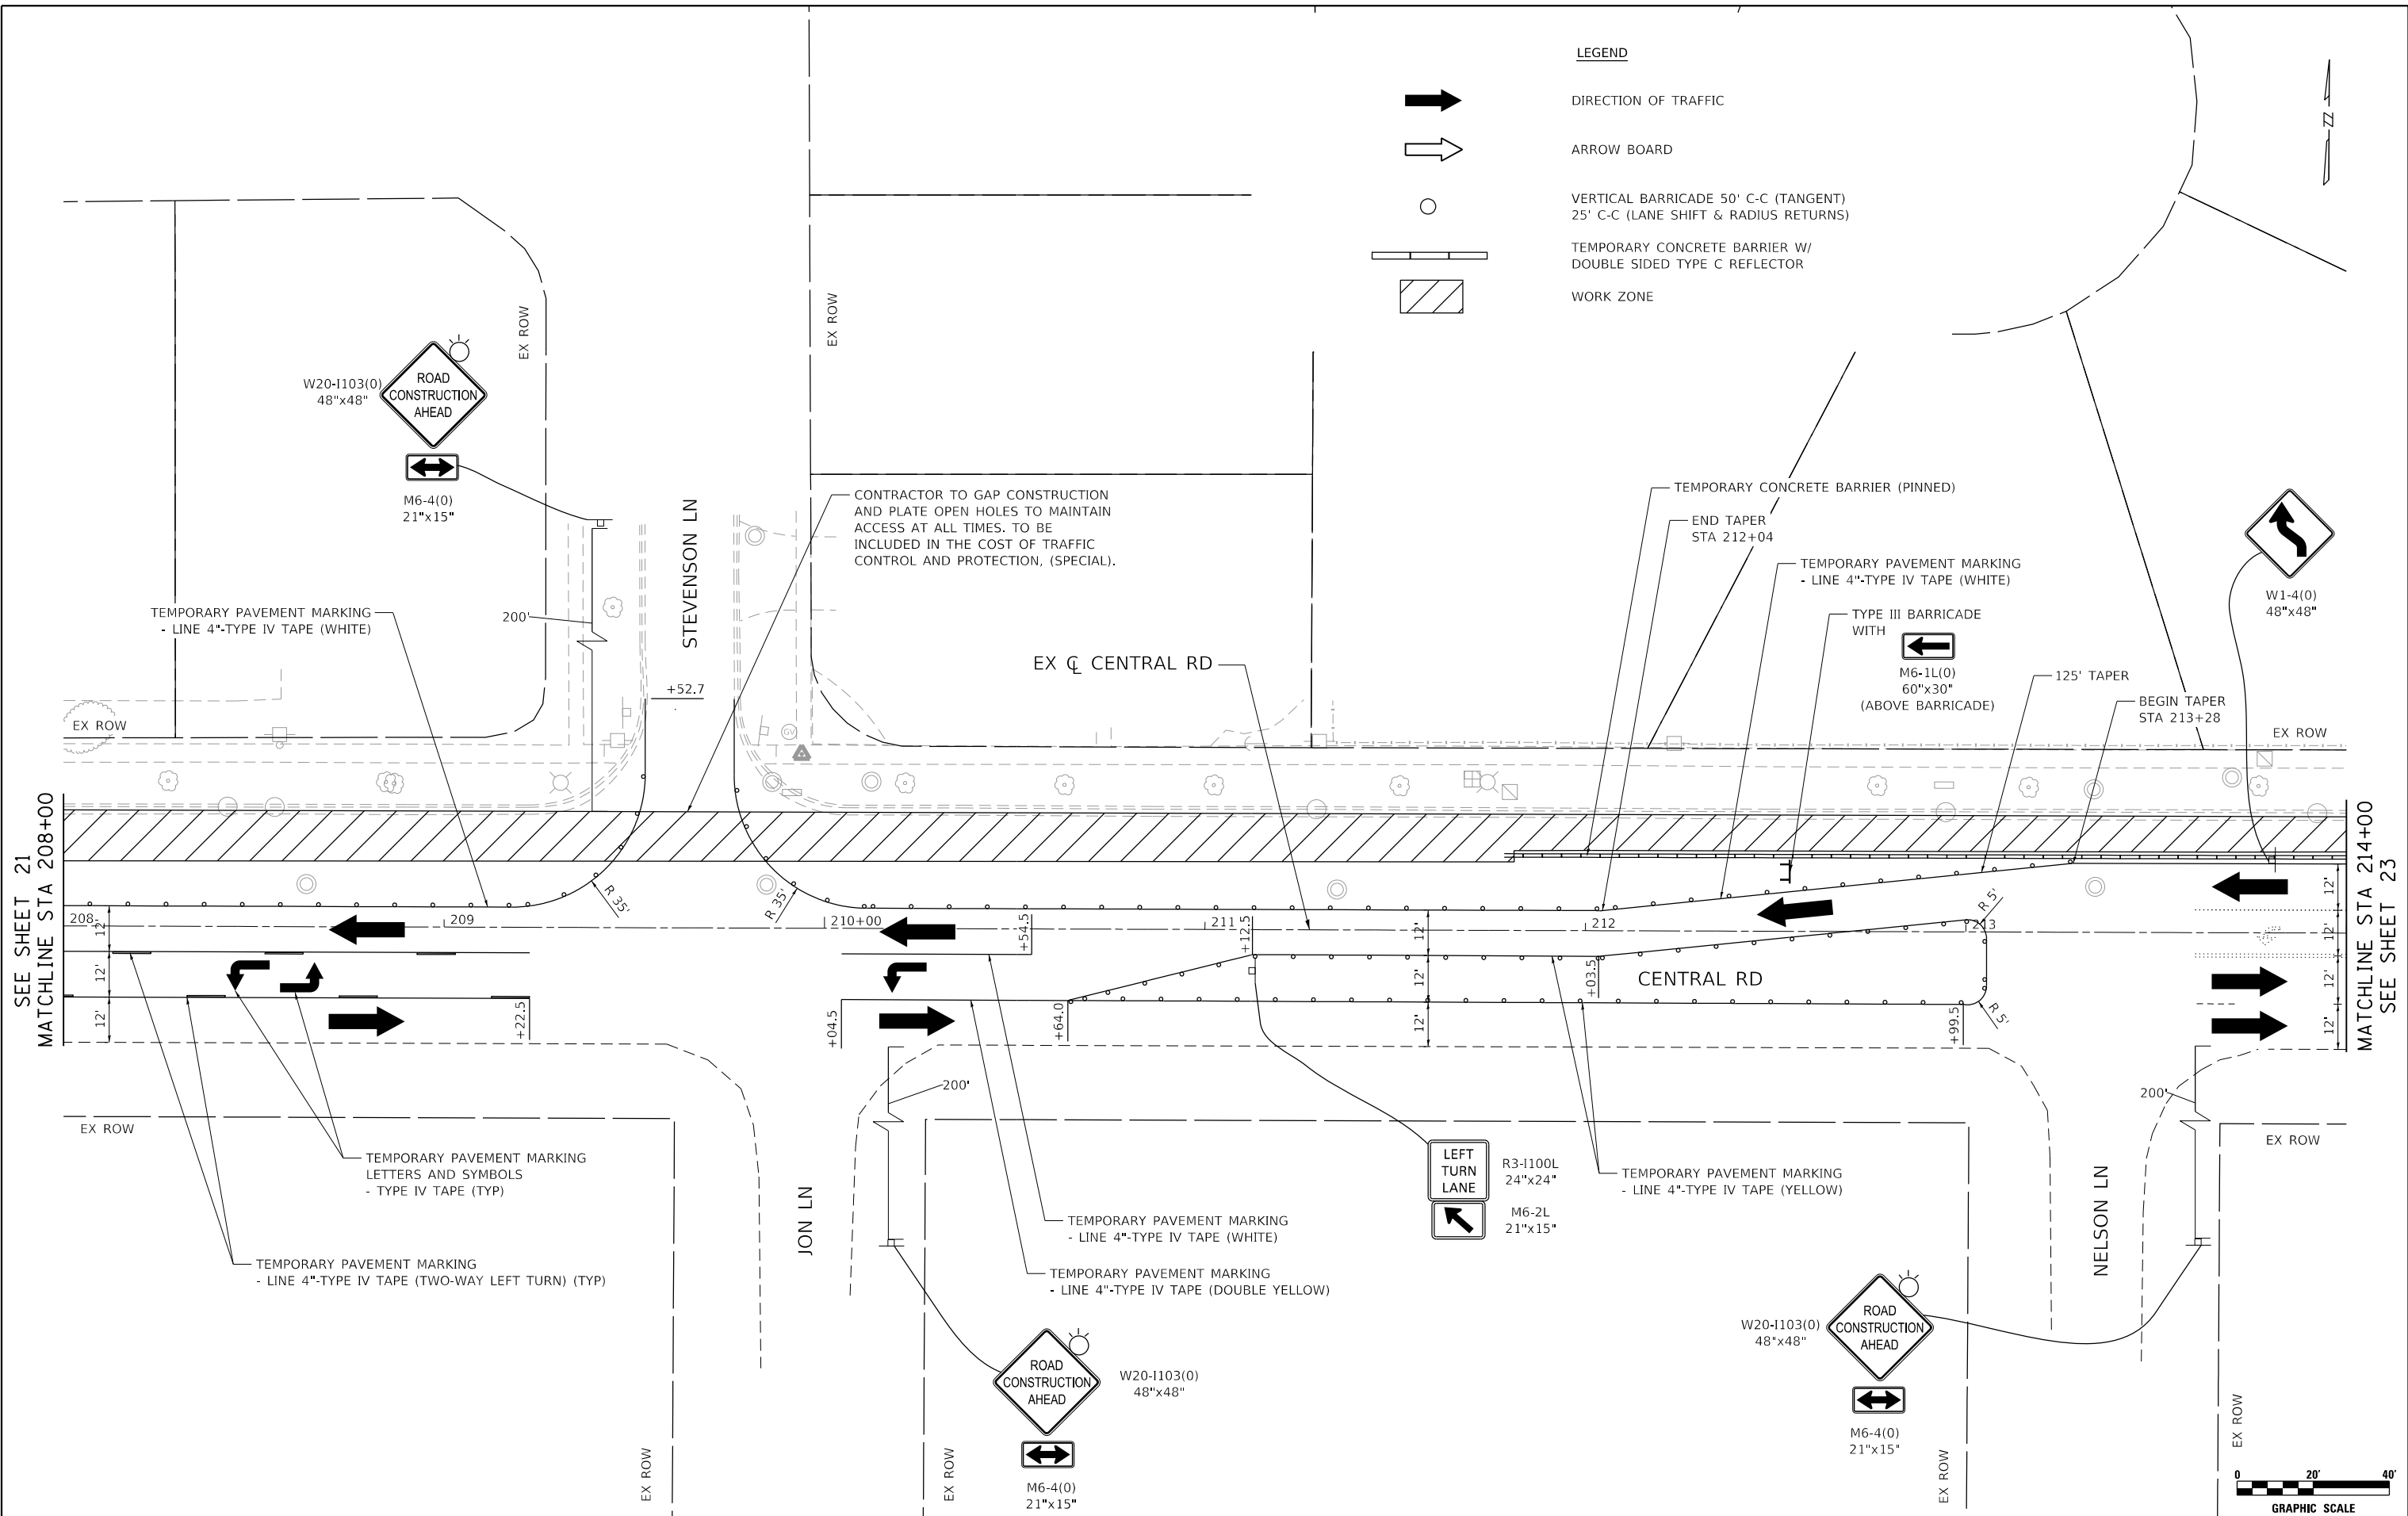 LEGEND
DIRECTION OF TRAFFIC
ARROW BOARD
VERTICAL BARRICADE 50' C-C (TANGENT)
25' C-C (LANE SHIFT & RADIUS RETURNS)
TEMPORARY CONCRETE BARRIER W/
DOUBLE SIDED TYPE C REFLECTOR
WORK ZONE
EX ROW
EX ROW
W20-I103(0)
48"x48"
ROAD
CONSTRUCTION
AHEAD
M6-4(0)
21"x15"
STEVENSON LN
CONTRACTOR TO GAP CONSTRUCTION
AND PLATE OPEN HOLES TO MAINTAIN
ACCESS AT ALL TIMES. TO BE
INCLUDED IN THE COST OF TRAFFIC
CONTROL AND PROTECTION, (SPECIAL).
TEMPORARY CONCRETE BARRIER (PINNED)
END TAPER
STA 212+04
TEMPORARY PAVEMENT MARKING
- LINE 4"-TYPE IV TAPE (WHITE)
TYPE III BARRICADE
WITH
M6-1L(0)
60"x30"
(ABOVE BARRICADE)
W1-4(0)
48"x48"
125' TAPER
BEGIN TAPER
STA 213+28
EX ROW
TEMPORARY PAVEMENT MARKING
- LINE 4"-TYPE IV TAPE (WHITE)
200'
EX ℄ CENTRAL RD
+52.7
EX ROW
GV
SEE SHEET 21
MATCHLINE STA 208+00
R 35'
R 35'
208
209
210+00
211
212
213
+54.5
+12.5
R 5'
12'
12'
12'
12'
12'
12'
12'
12'
12'
12'
CENTRAL RD
+22.5
+04.5
+64.0
+03.5
+99.5
R 5'
MATCHLINE STA 214+00
SEE SHEET 23
200'
200'
EX ROW
EX ROW
TEMPORARY PAVEMENT MARKING
LETTERS AND SYMBOLS
- TYPE IV TAPE (TYP)
TEMPORARY PAVEMENT MARKING
- LINE 4"-TYPE IV TAPE (TWO-WAY LEFT TURN) (TYP)
JON LN
TEMPORARY PAVEMENT MARKING
- LINE 4"-TYPE IV TAPE (WHITE)
TEMPORARY PAVEMENT MARKING
- LINE 4"-TYPE IV TAPE (DOUBLE YELLOW)
LEFT
TURN
LANE
R3-I100L
24"x24"
M6-2L
21"x15"
TEMPORARY PAVEMENT MARKING
- LINE 4"-TYPE IV TAPE (YELLOW)
NELSON LN
ROAD
CONSTRUCTION
AHEAD
W20-I103(0)
48"x48"
M6-4(0)
21"x15"
W20-I103(0)
48"x48"
ROAD
CONSTRUCTION
AHEAD
M6-4(0)
21"x15"
EX ROW
EX ROW
EX ROW
EX ROW
0 20' 40'
GRAPHIC SCALE